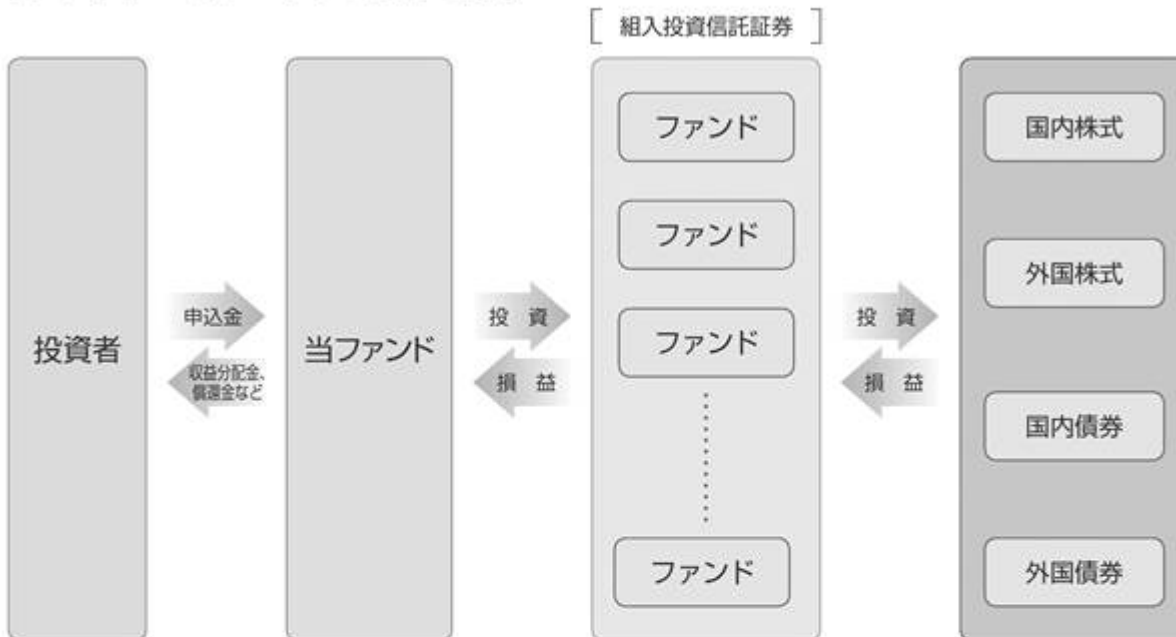 [ 組入投資信託証券 ]
投資者
申込金
収益分配金、
償還金など
当ファンド
投 資
損 益
ファンド
ファンド
ファンド
ファンド
投 資
損 益
国内株式
外国株式
国内債券
外国債券